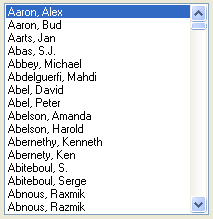 Aaron, Alex
Aaron, Bud
Aarts, Jan
Abas, S.J.
Abbey, Michael
Abdelguerfi, Mahdi
Abel, David
Abel, Peter
Abelson, Amanda
Abelson, Harold
Abernethy, Kenneth
Abernety, Ken
Abiteboul, S.
Abiteboul, Serge
Abnous, Raxmik
Abnous, Razmik